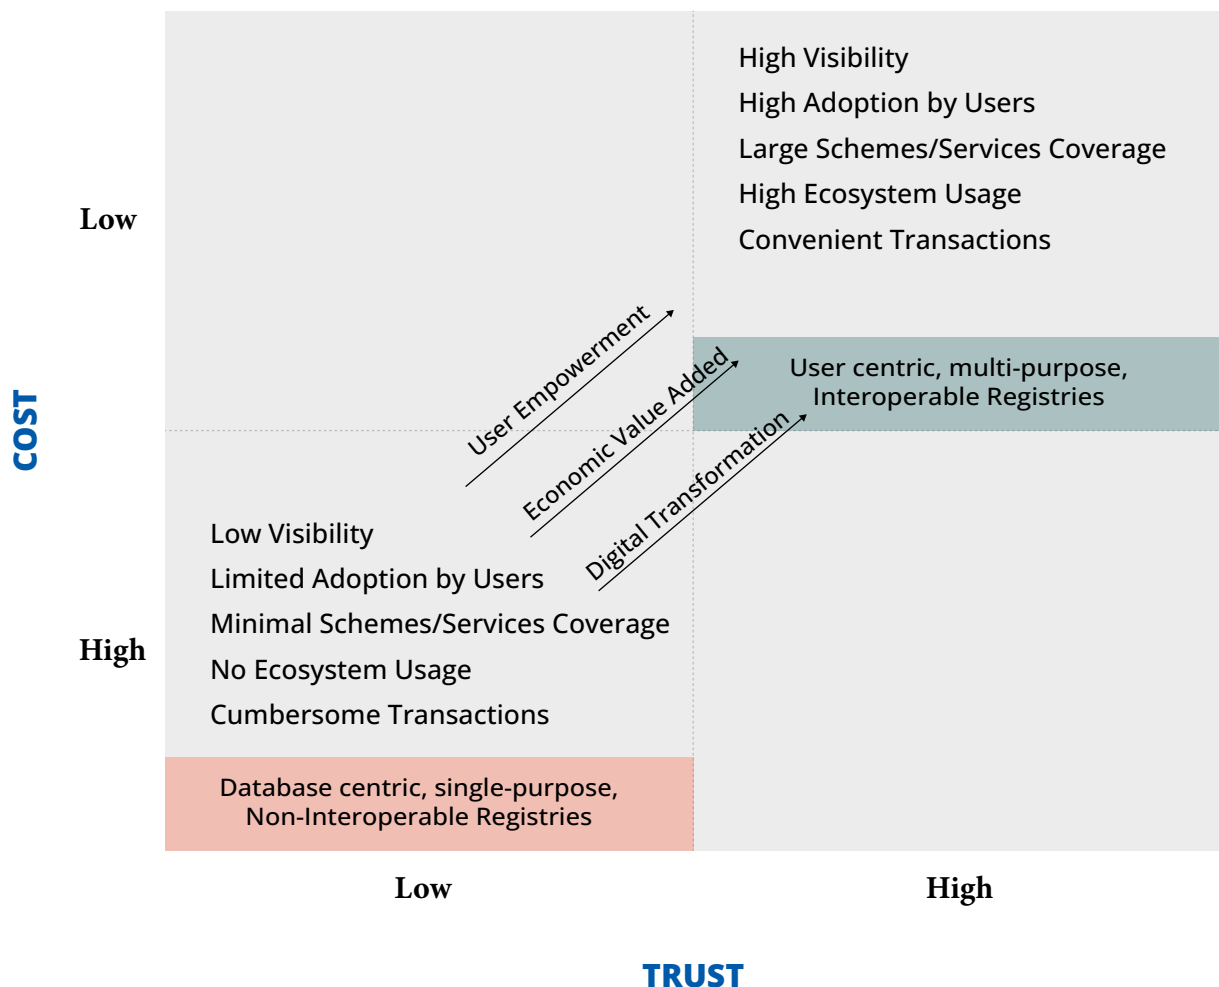 High Visibility
High Adoption by Users
Large Schemes/Services Coverage
High Ecosystem Usage
Convenient Transactions
Low
User centric, multi-purpose,
Interoperable Registries
User Empowerment
Economic Value Added
Digital Transformation
COST
Low Visibility
Limited Adoption by Users
Minimal Schemes/Services Coverage
No Ecosystem Usage
Cumbersome Transactions
High
Database centric, single-purpose,
Non-Interoperable Registries
Low
High
TRUST